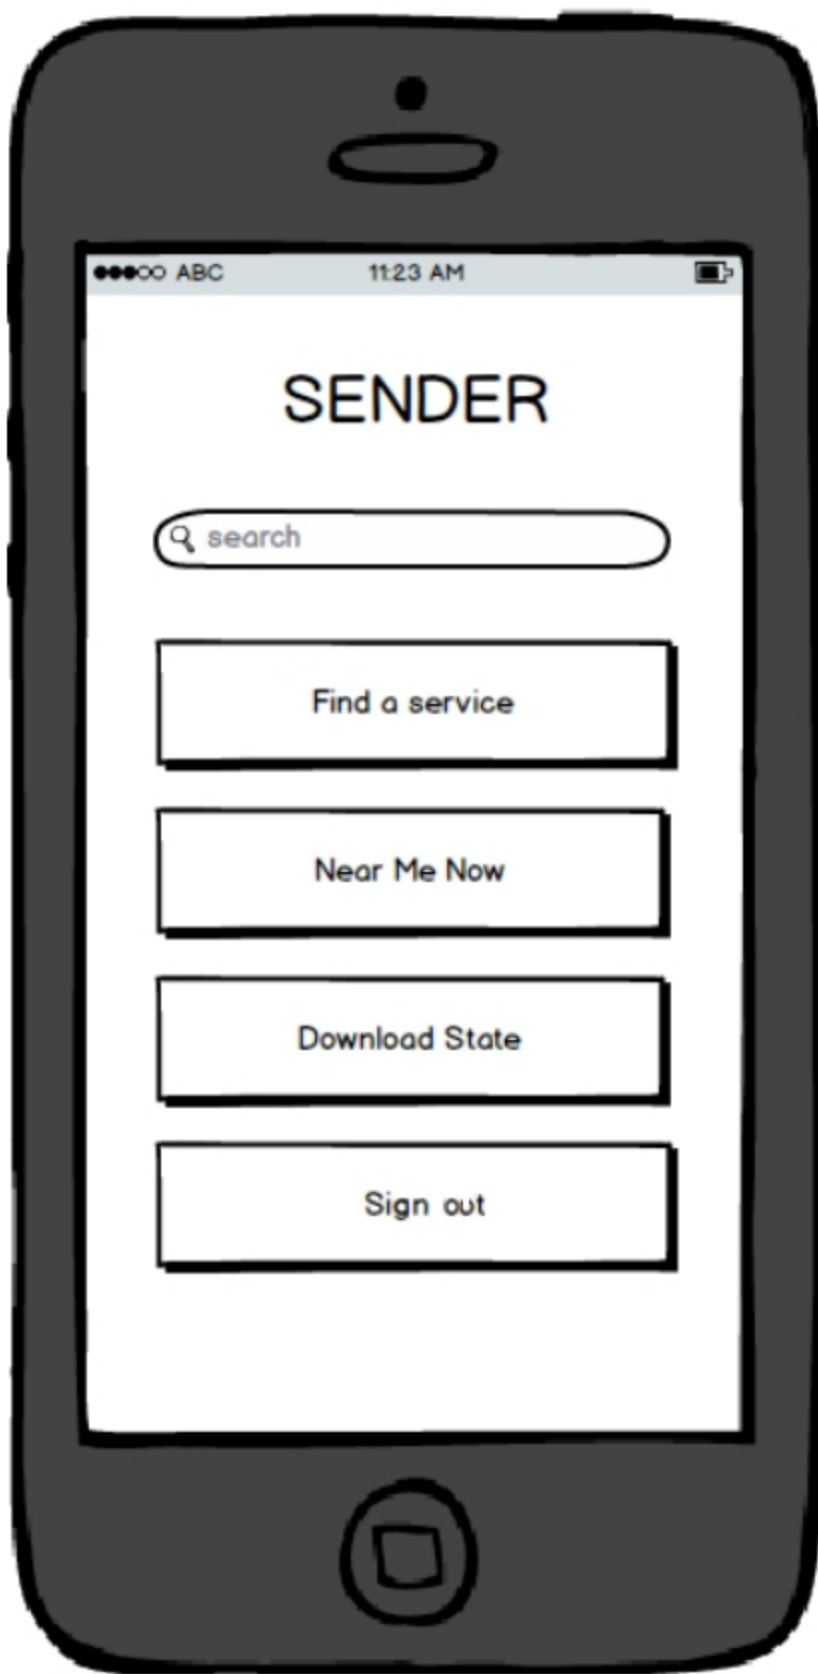 ABC 11:23 AM
SENDER
search
Find a service
Near Me Now
Download State
Sign out